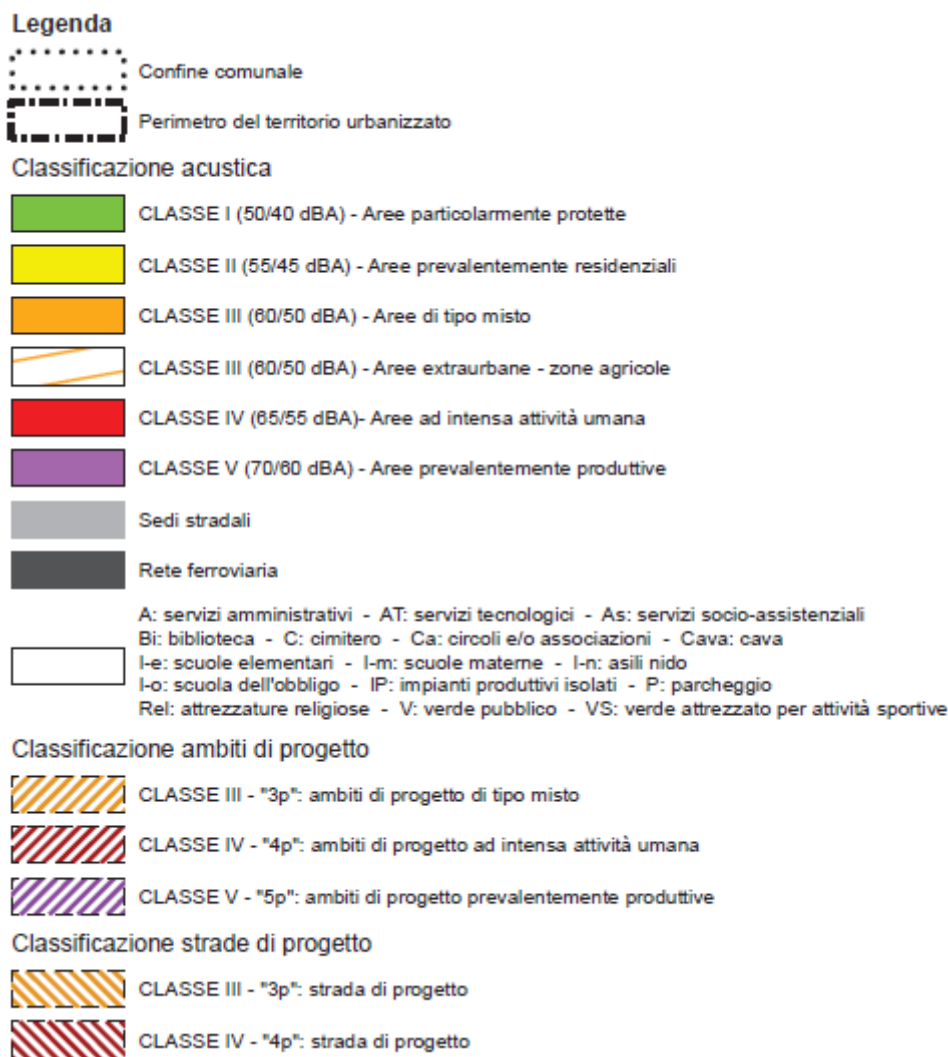 Legenda
Confine comunale
Perimetro del territorio urbanizzato
Classificazione acustica
CLASSE I (50/40 dBA) - Aree particolarmente protette
CLASSE II (55/45 dBA) - Aree prevalentemente residenziali
CLASSE III (60/50 dBA) - Aree di tipo misto
CLASSE III (60/50 dBA) - Aree extraurbane - zone agricole
CLASSE IV (65/55 dBA)- Aree ad intensa attività umana
CLASSE V (70/60 dBA) - Aree prevalentemente produttive
Sedi stradali
Rete ferroviaria
A: servizi amministrativi - AT: servizi tecnologici - As: servizi socio-assistenziali
Bi: biblioteca - C: cimitero - Ca: circoli e/o associazioni - Cava: cava
I-e: scuole elementari - I-m: scuole materne - I-n: asili nido
I-o: scuola dell'obbligo - IP: impianti produttivi isolati - P: parcheggio
Rel: attrezzature religiose - V: verde pubblico - VS: verde attrezzato per attività sportive
Classificazione ambiti di progetto
CLASSE III - "3p": ambiti di progetto di tipo misto
CLASSE IV - "4p": ambiti di progetto ad intensa attività umana
CLASSE V - "5p": ambiti di progetto prevalentemente produttive
Classificazione strade di progetto
CLASSE III - "3p": strada di progetto
CLASSE IV - "4p": strada di progetto